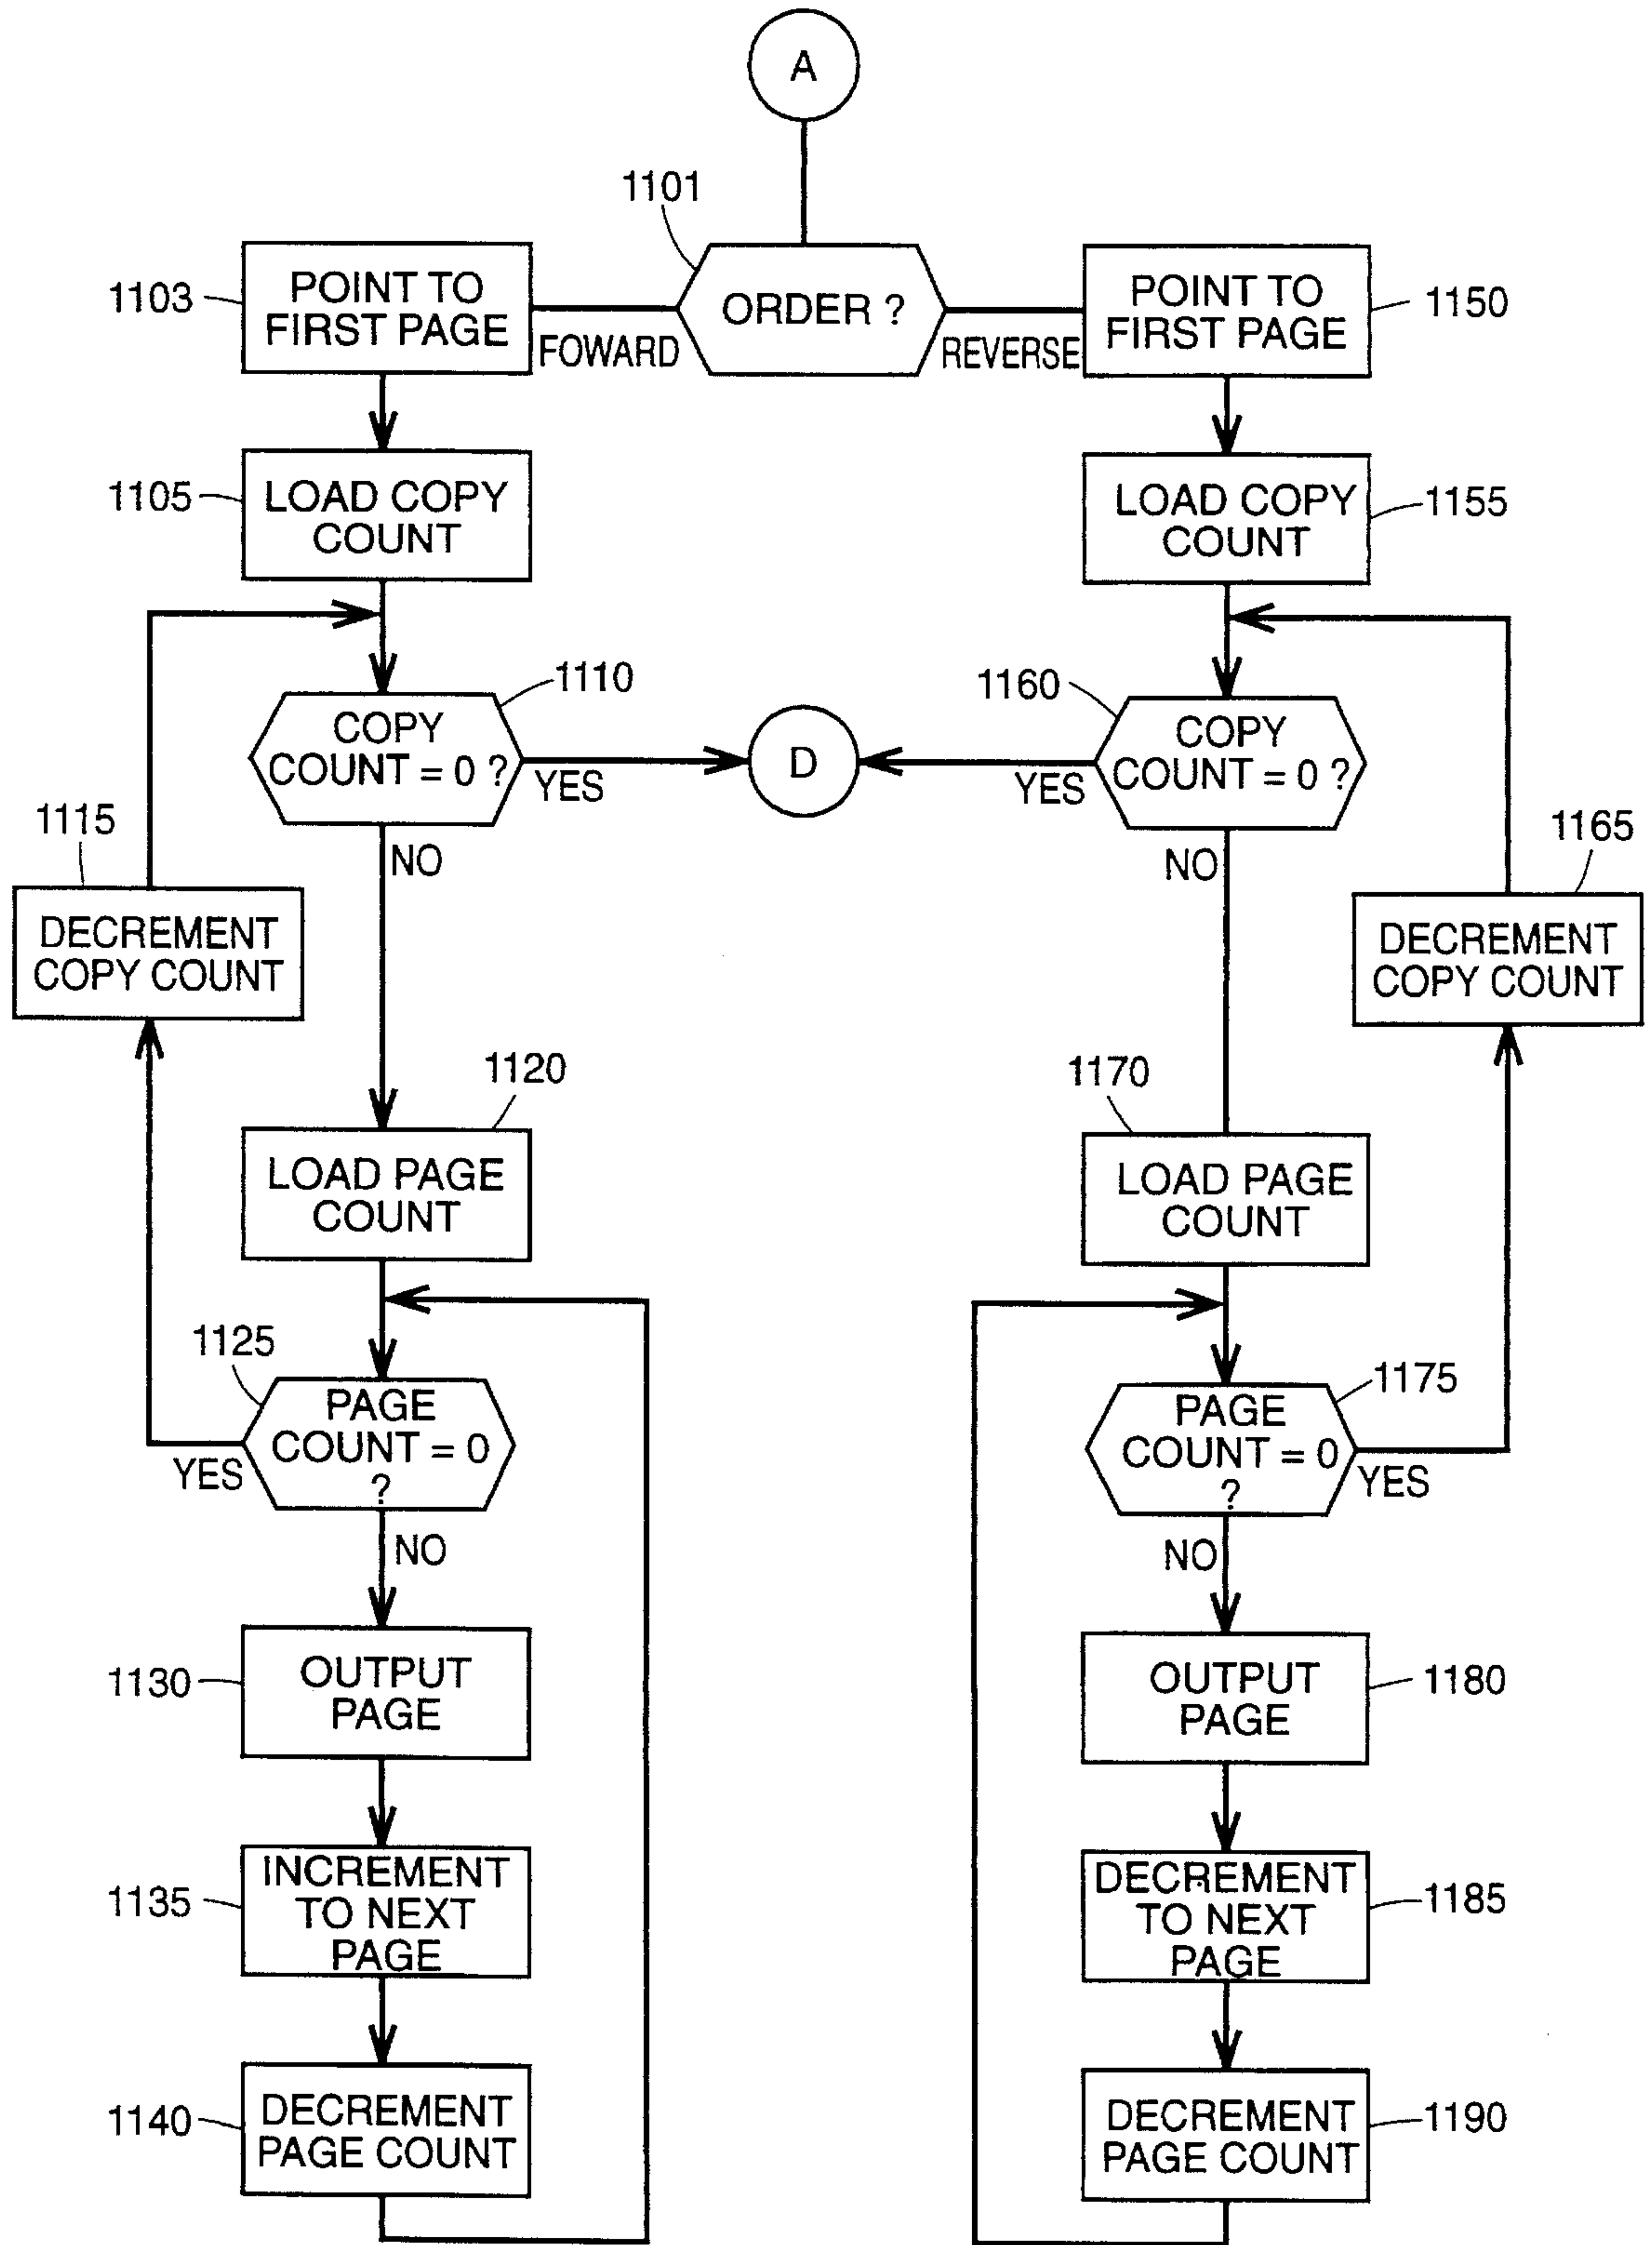 A
1101
1103
POINT TO
FIRST PAGE
FOWARD
ORDER ?
REVERSE
POINT TO
FIRST PAGE
1150
1105
LOAD COPY
COUNT
LOAD COPY
COUNT
1155
1110
COPY
COUNT = 0 ?
YES
NO
D
1160
COPY
COUNT = 0 ?
YES
NO
1115
DECREMENT
COPY COUNT
1165
DECREMENT
COPY COUNT
1120
LOAD PAGE
COUNT
1170
LOAD PAGE
COUNT
1125
PAGE
COUNT = 0
?
YES
NO
1175
PAGE
COUNT = 0
?
YES
NO
1130
OUTPUT
PAGE
OUTPUT
PAGE
1180
1135
INCREMENT
TO NEXT
PAGE
DECREMENT
TO NEXT
PAGE
1185
1140
DECREMENT
PAGE COUNT
DECREMENT
PAGE COUNT
1190